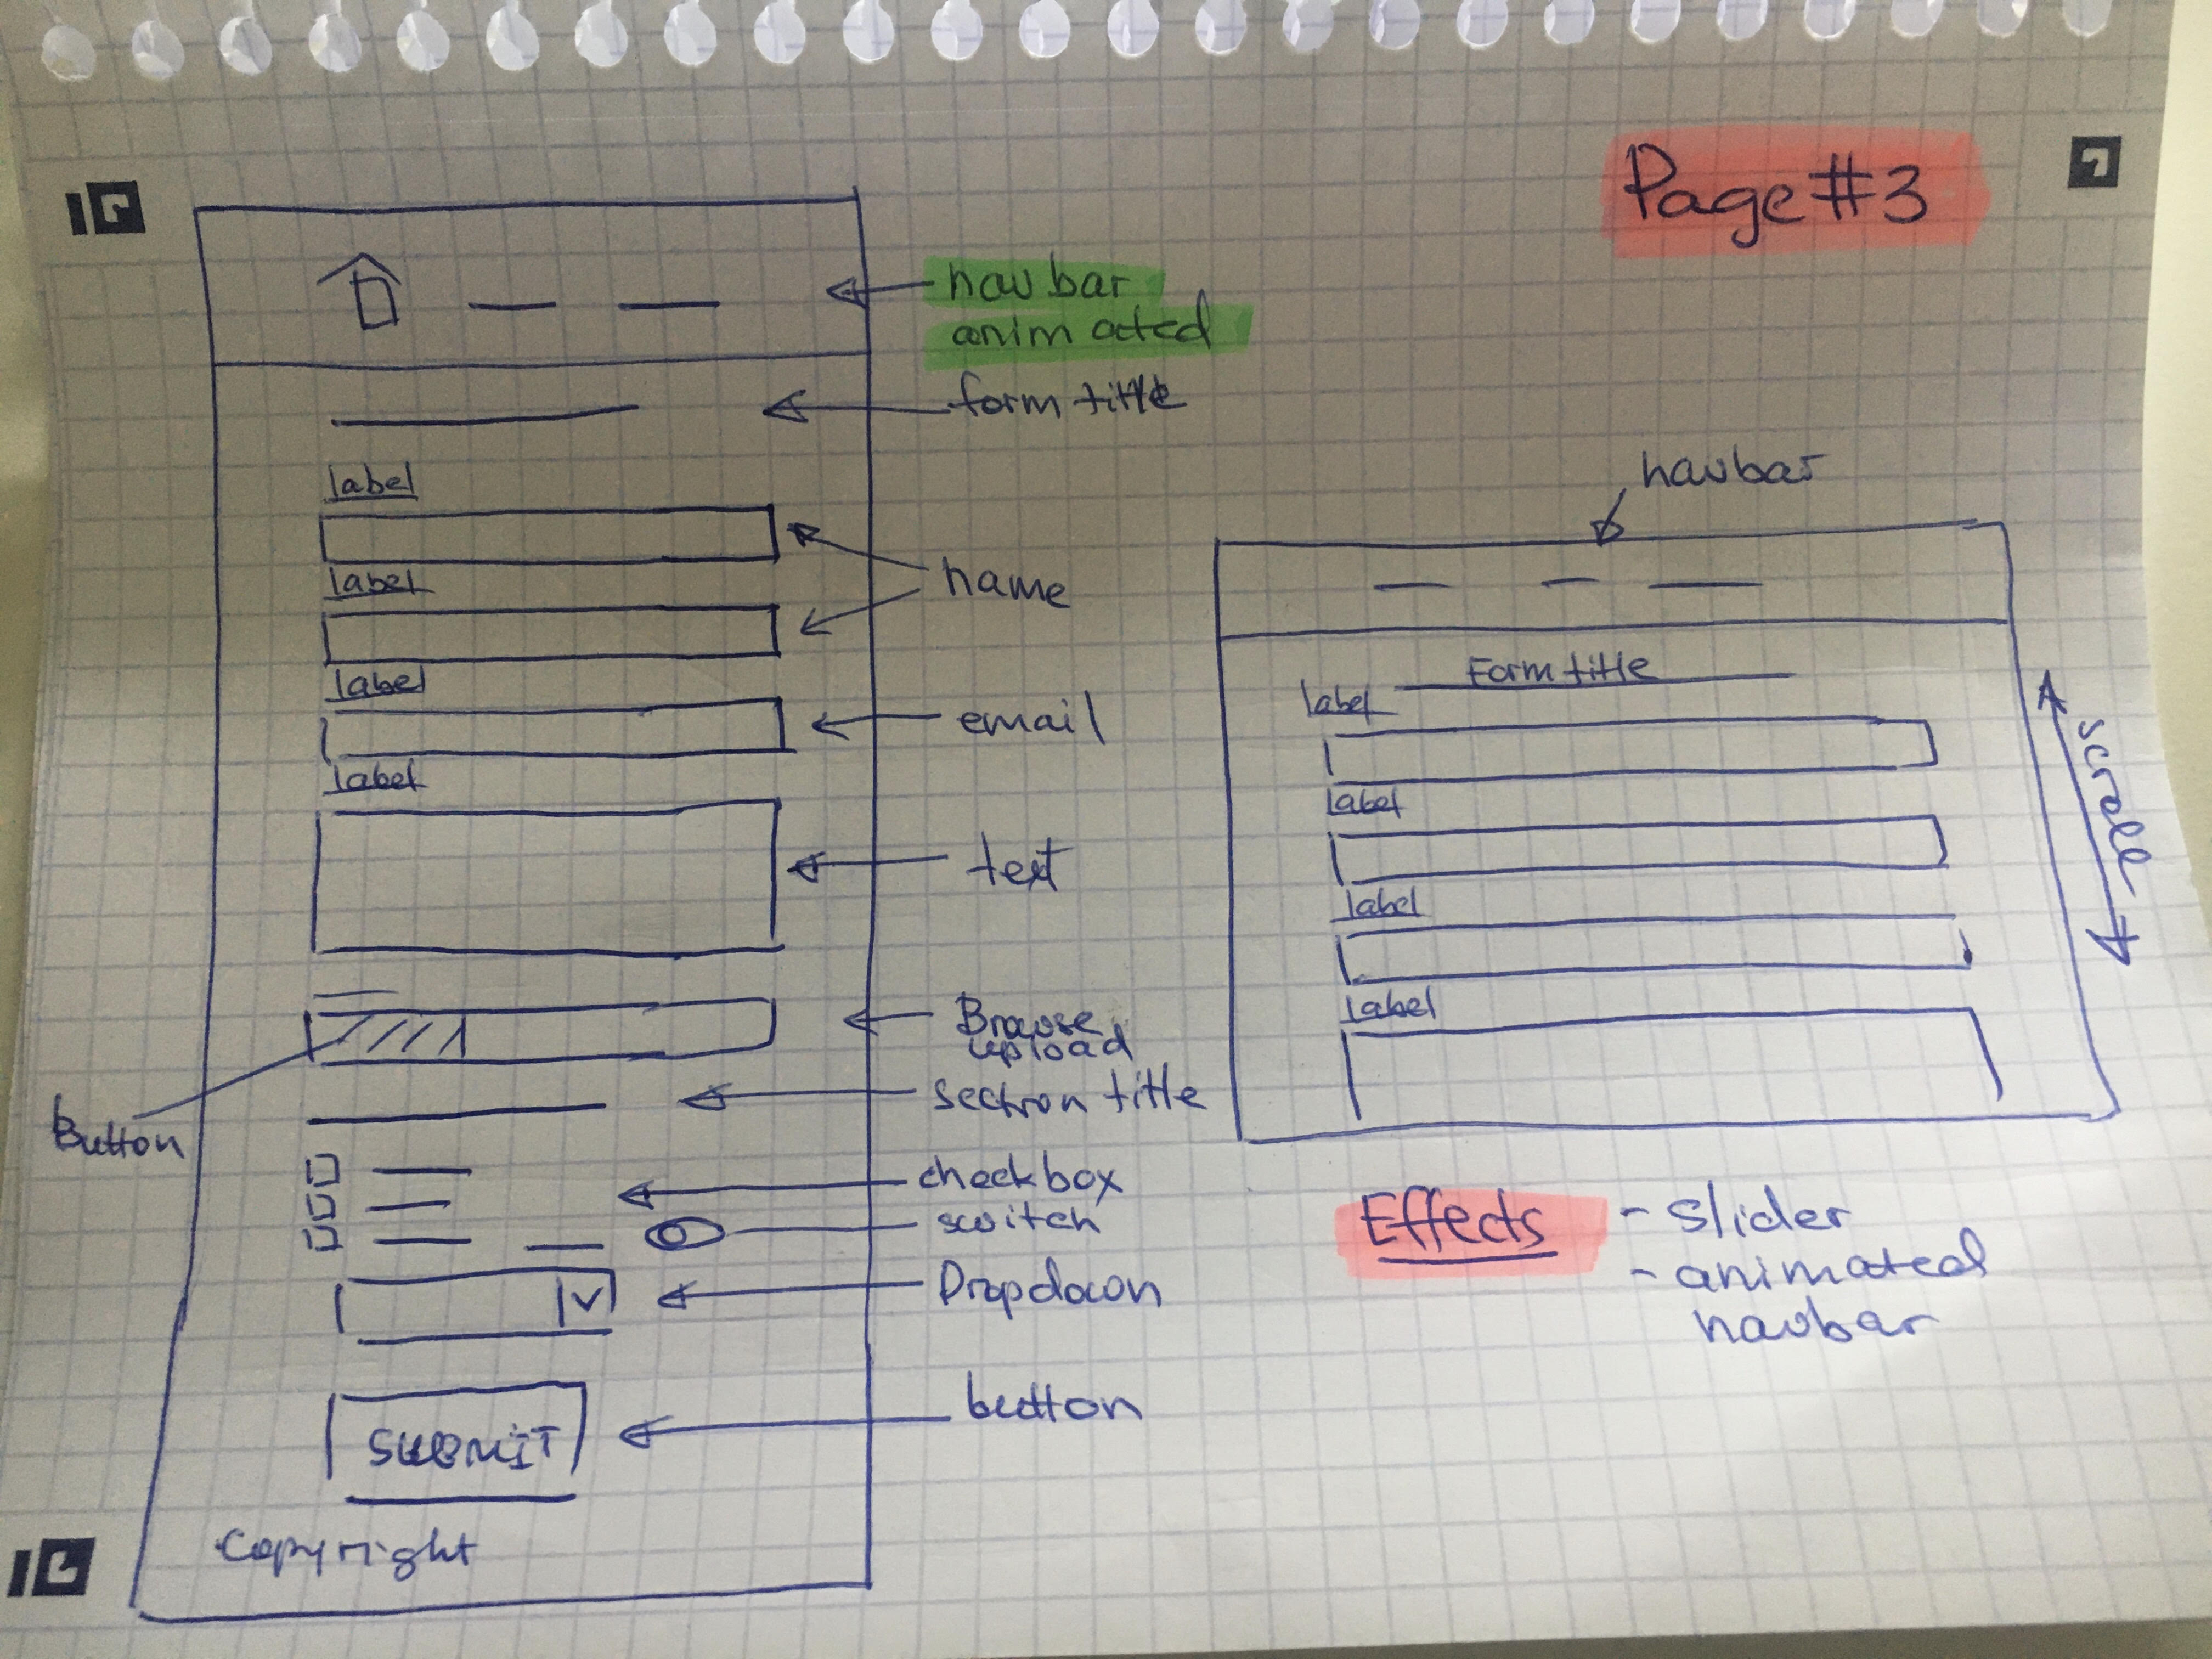 Page #3
navbar
animated
form title
label
label
name
label
email
label
text
Browse
upload
Button
section title
checkbox
switch
Dropdown
SUBMIT
button
Copyright
navbar
Form title
label
label
label
label
scroll
Effects - slider
- animated
navbar